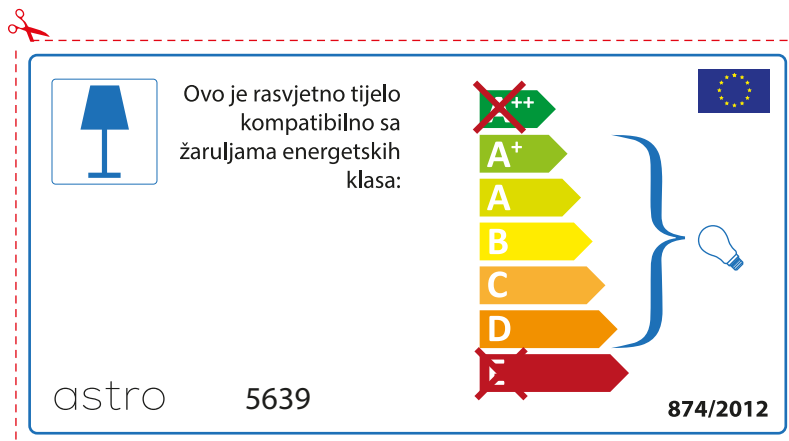 Ovo je rasvjetno tijelo
kompatibilno sa
žaruljama energetskih
klasa:
A++
A+
A
B
C
D
E
astro
5639
874/2012